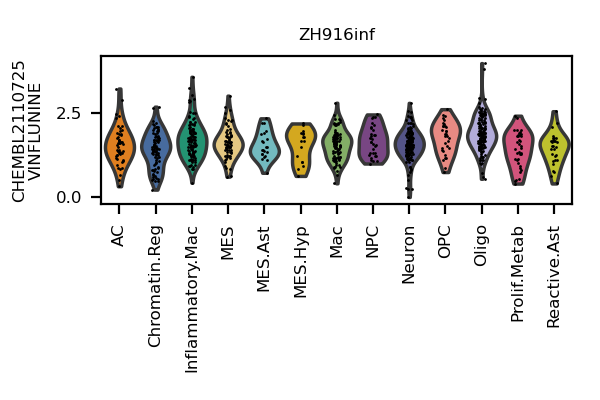 ZH916inf
CHEMBL2110725
VINFLUNINE
2.5
0.0
AC
Chromatin.Reg
Inflammatory.Mac
MES
MES.Ast
MES.Hyp
Mac
NPC
Neuron
OPC
Oligo
Prolif.Metab
Reactive.Ast